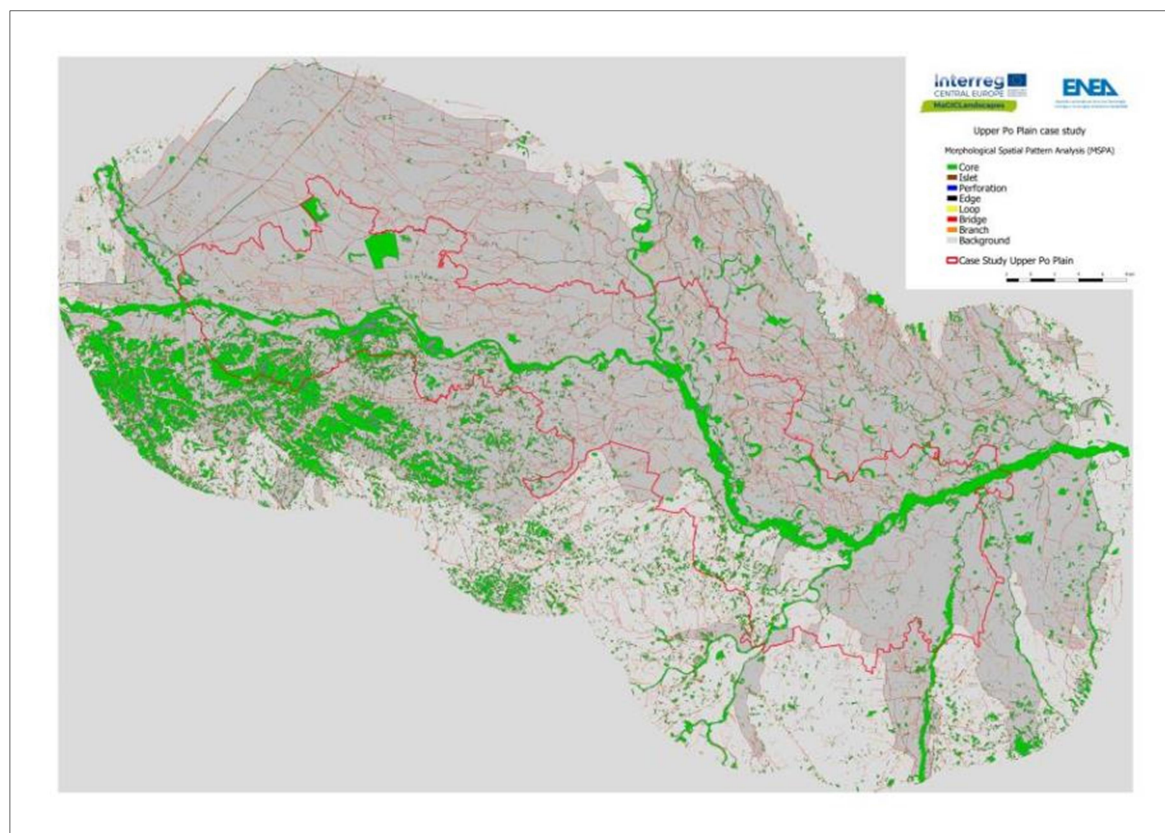 Interreg
CENTRAL EUROPE
MaGICLandscapes
ENEA
Upper Po Plain case study
Morphological Spatial Pattern Analysis (MSPA)
Core
Islet
Perforation
Edge
Loop
Bridge
Branch
Background
Case Study Upper Po Plain